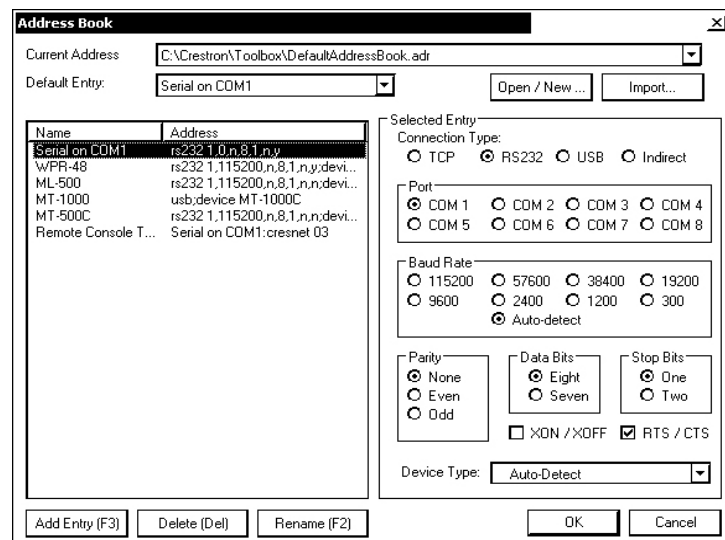 Address Book
Current Address C:\Crestron\Toolbox\DefaultAddressBook.adr
Default Entry: Serial on COM1 Open / New ... Import...
Name Address
Serial on COM1 rs232 1,0,n,8,1,n,y
WPR-48 rs232 1,115200,n,8,1,n,y;devi...
ML-500 rs232 1,115200,n,8,1,n,n;devi...
MT-1000 usb;device MT-1000C
MT-500C rs232 1,115200,n,8,1,n,n;devi...
Remote Console T... Serial on COM1:cresnet 03
Selected Entry
Connection Type:
TCP RS232 USB Indirect
Port
COM 1 COM 2 COM 3 COM 4
COM 5 COM 6 COM 7 COM 8
Baud Rate
115200 57600 38400 19200
9600 2400 1200 300
Auto-detect
Parity
None
Even
Odd
Data Bits
Eight
Seven
Stop Bits
One
Two
XON / XOFF RTS / CTS
Device Type: Auto-Detect
Add Entry (F3) Delete (Del) Rename (F2) OK Cancel